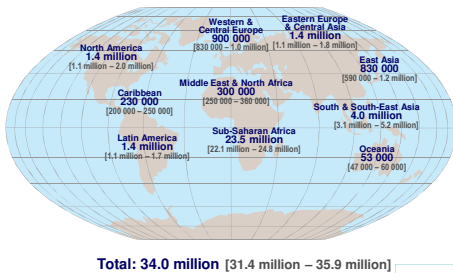 Western &
Central Europe
900 000
[830 000 – 1.0 million]
Eastern Europe
& Central Asia
1.4 million
[1.1 million – 1.8 million]
North America
1.4 million
[1.1 million – 2.0 million]
East Asia
830 000
[590 000 – 1.2 million]
Middle East & North Africa
300 000
[250 000 – 360 000]
Caribbean
230 000
[200 000 – 250 000]
South & South-East Asia
4.0 million
[3.1 million – 5.2 million]
Sub-Saharan Africa
23.5 million
[22.1 million – 24.8 million]
Latin America
1.4 million
[1.1 million – 1.7 million]
Oceania
53 000
[47 000 – 60 000]
Total: 34.0 million [31.4 million – 35.9 million]